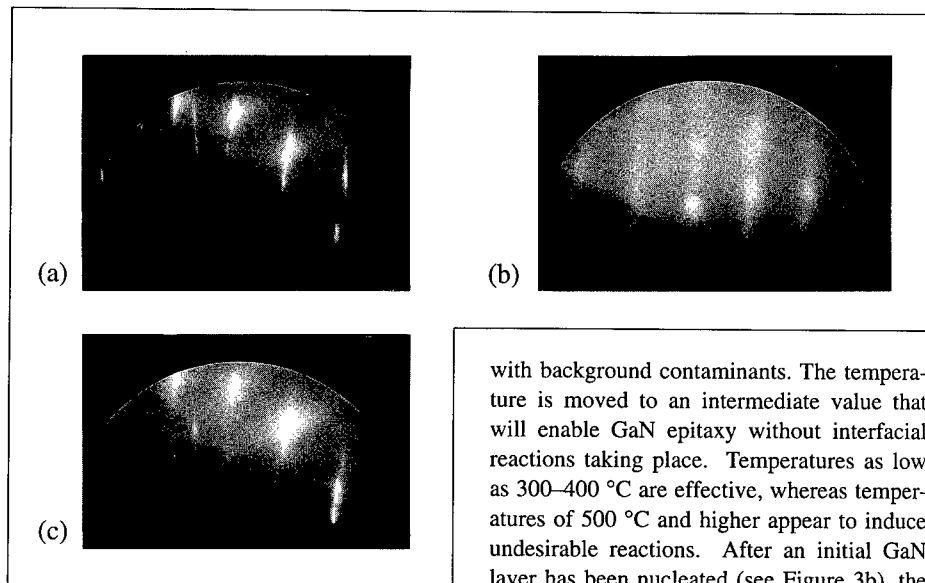 (a)
(b)
(c)
with background contaminants. The tempera-
ture is moved to an intermediate value that
will enable GaN epitaxy without interfacial
reactions taking place. Temperatures as low
as 300–400 °C are effective, whereas temper-
atures of 500 °C and higher appear to induce
undesirable reactions. After an initial GaN
layer has been nucleated (see Figure 3b), the